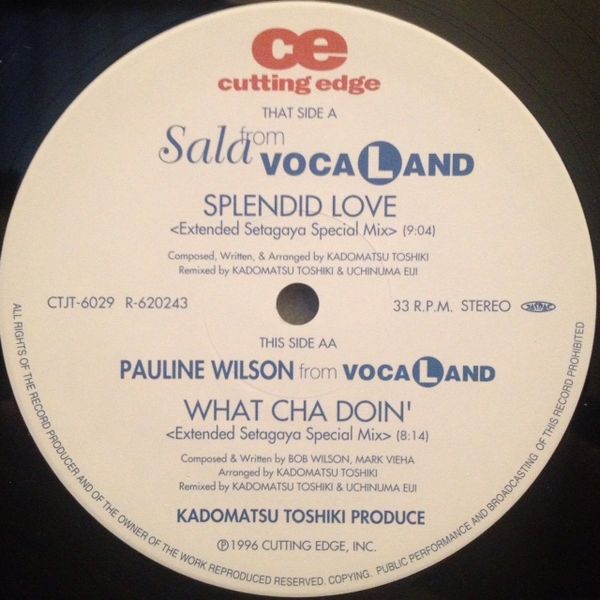 ce
cutting edge
THAT SIDE A
Sala from VOCALAND
SPLENDID LOVE
<Extended Setagaya Special Mix> (9:04)
Composed, Written, & Arranged by KADOMATSU TOSHIKI
Remixed by KADOMATSU TOSHIKI & UCHINUMA EIJI
CTJT-6029 R-620243 33 R.P.M. STEREO JASRAC
THIS SIDE AA
PAULINE WILSON from VOCALAND
WHAT CHA DOIN'
<Extended Setagaya Special Mix> (8:14)
Composed & Written by BOB WILSON, MARK VIEHA
Arranged by KADOMATSU TOSHIKI
Remixed by KADOMATSU TOSHIKI & UCHINUMA EIJI
KADOMATSU TOSHIKI PRODUCE
Ⓟ1996 CUTTING EDGE, INC.
ALL RIGHTS OF THE RECORD PRODUCER AND OF THE OWNER OF THE WORK REPRODUCED RESERVED. COPYING, PUBLIC PERFORMANCE AND BROADCASTING OF THIS RECORD PROHIBITED